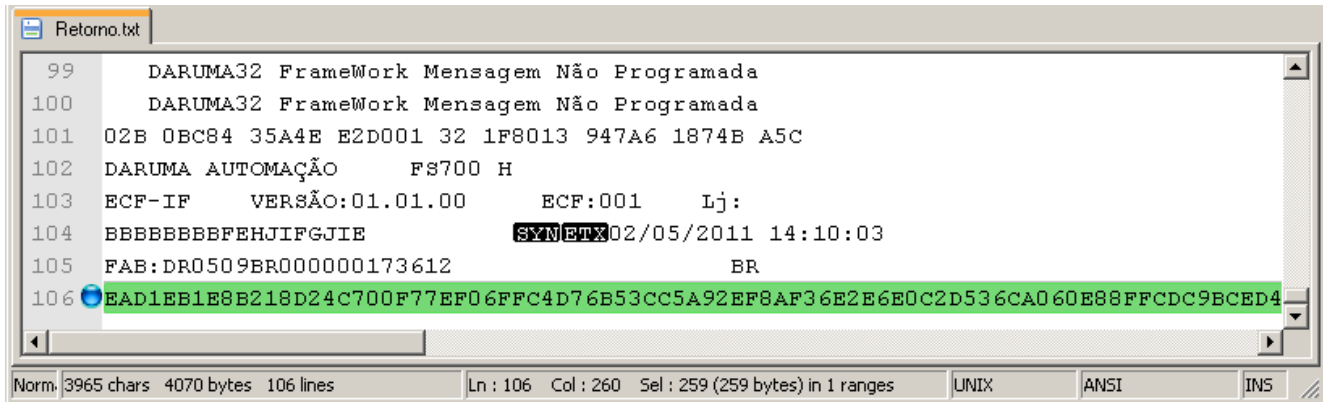 Retorno.txt
99 DARUMA32 FrameWork Mensagem Não Programada
100 DARUMA32 FrameWork Mensagem Não Programada
101 02B 0BC84 35A4E E2D001 32 1F8013 947A6 1874B A5C
102 DARUMA AUTOMAÇÃO FS700 H
103 ECF-IF VERSÃO:01.01.00 ECF:001 Lj:
104 BBBBBBBBFEHJIFGJIE SYN ETX 02/05/2011 14:10:03
105 FAB:DR0509BR000000173612 BR
106 EAD1EB1E8B218D24C700F77EF06FFC4D76B53CC5A92EF8AF36E2E6E0C2D536CA060E88FFCDC9BCED4
Norm 3965 chars 4070 bytes 106 lines Ln : 106 Col : 260 Sel : 259 (259 bytes) in 1 ranges UNIX ANSI INS